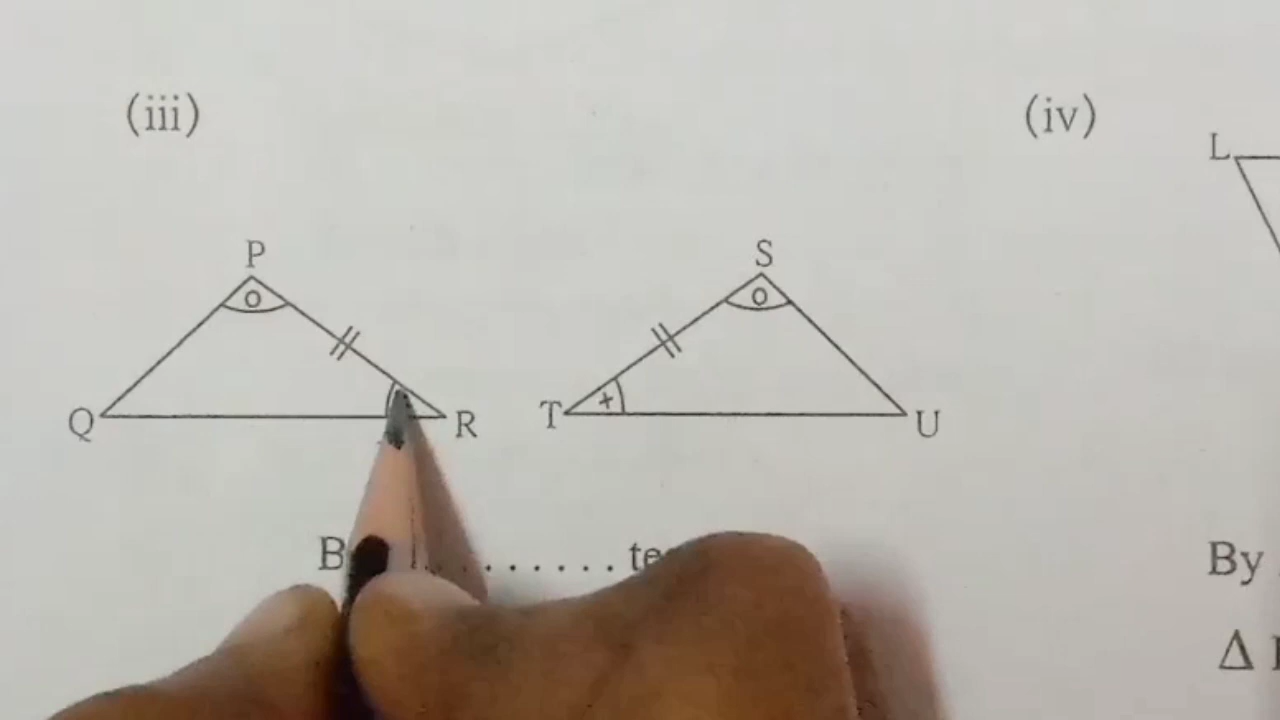 (iii) (iv)
L
P S
o o
Q R T + U
. . . . . . . . .
By
Δ